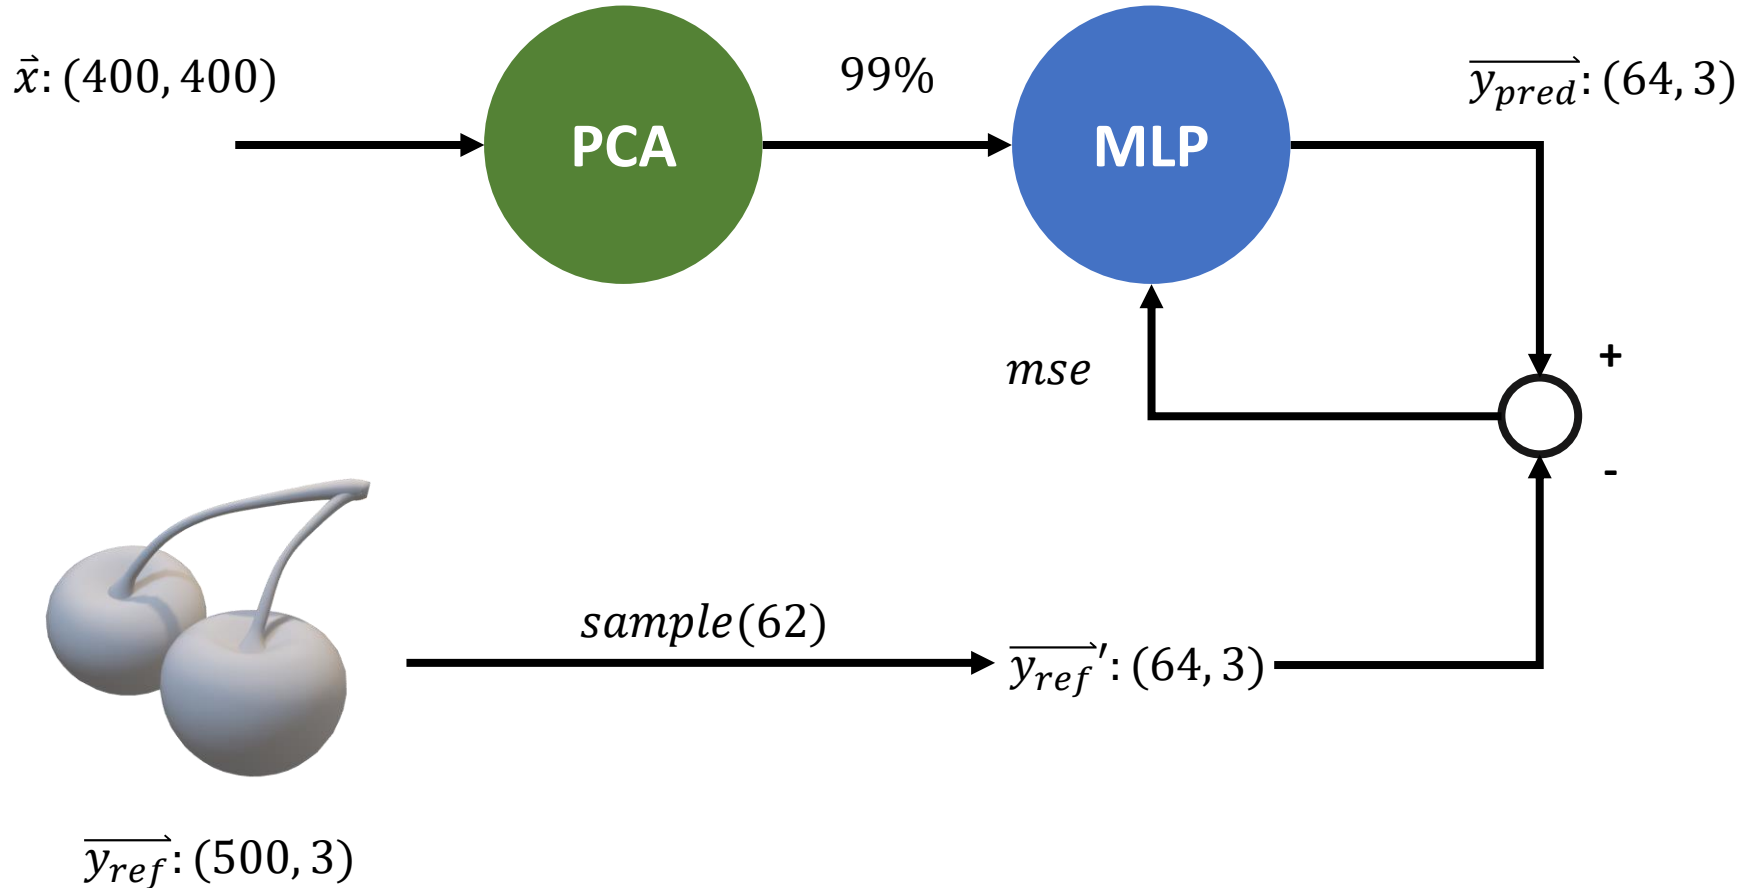 x⃗: (400, 400)
PCA
99%
MLP
y_pred⃗: (64, 3)
+
mse
-
sample(62)
y_ref⃗′: (64, 3)
y_ref⃗: (500, 3)